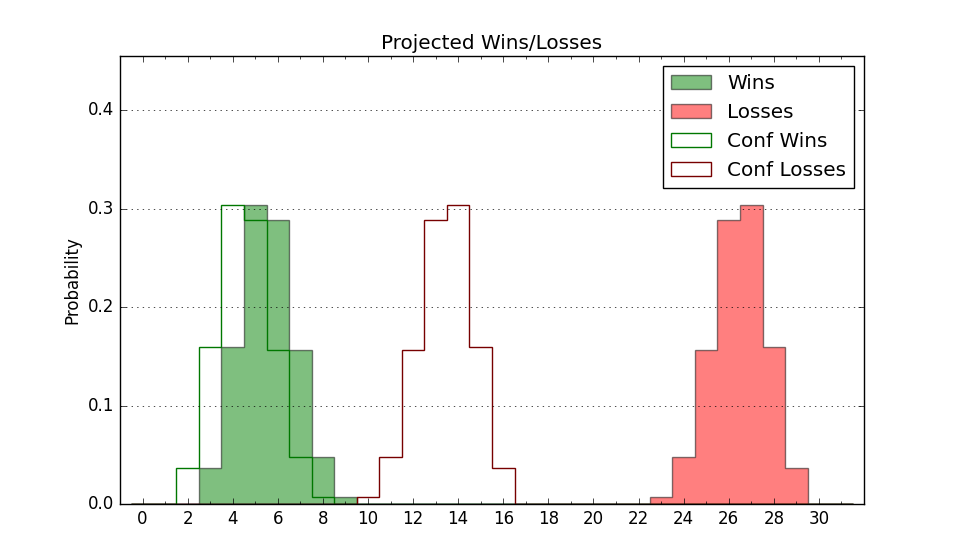 Projected Wins/Losses
Wins
Losses
Conf Wins
Conf Losses
Probability
0.4
0.3
0.2
0.1
0.0
0 2 4 6 8 10 12 14 16 18 20 22 24 26 28 30